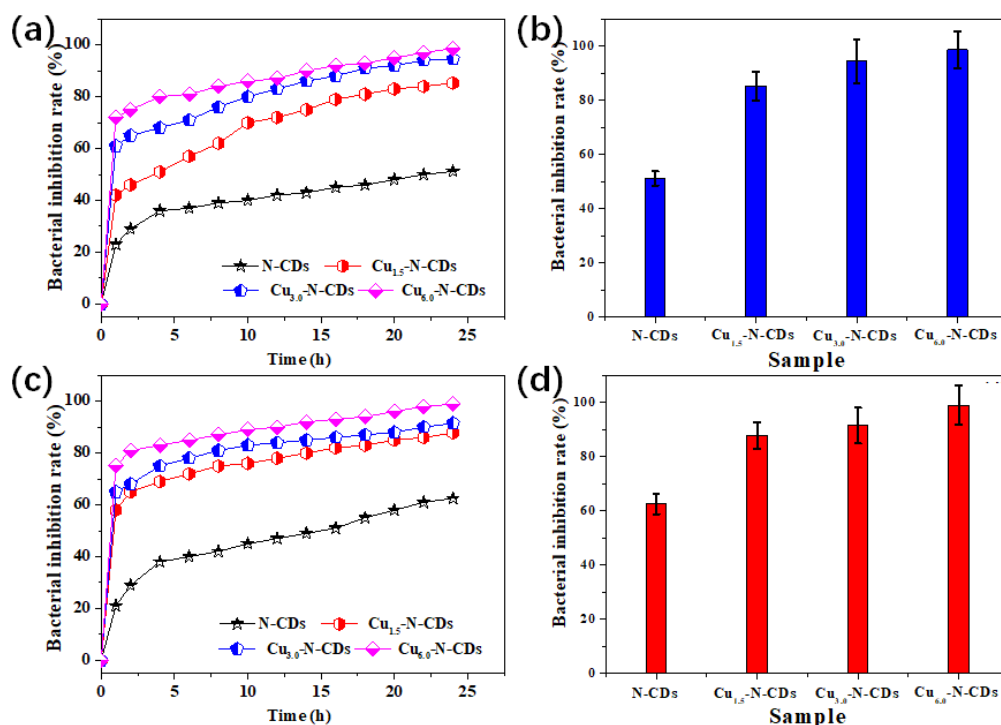 (a)
Bacterial inhibition rate (%)
100
80
60
40
20
0
N-CDs
Cu1.5-N-CDs
Cu3.0-N-CDs
Cu6.0-N-CDs
0 5 10 15 20 25
Time (h)
(b)
Bacterial inhibition rate (%)
100
80
60
40
20
0
N-CDs Cu1.5-N-CDs Cu3.0-N-CDs Cu6.0-N-CDs
Sample
(c)
Bacterial inhibition rate (%)
100
80
60
40
20
0
N-CDs
Cu1.5-N-CDs
Cu3.0-N-CDs
Cu6.0-N-CDs
0 5 10 15 20 25
Time (h)
(d)
Bacterial inhibition rate (%)
100
80
60
40
20
0
N-CDs Cu1.5-N-CDs Cu3.0-N-CDs Cu6.0-N-CDs
Sample